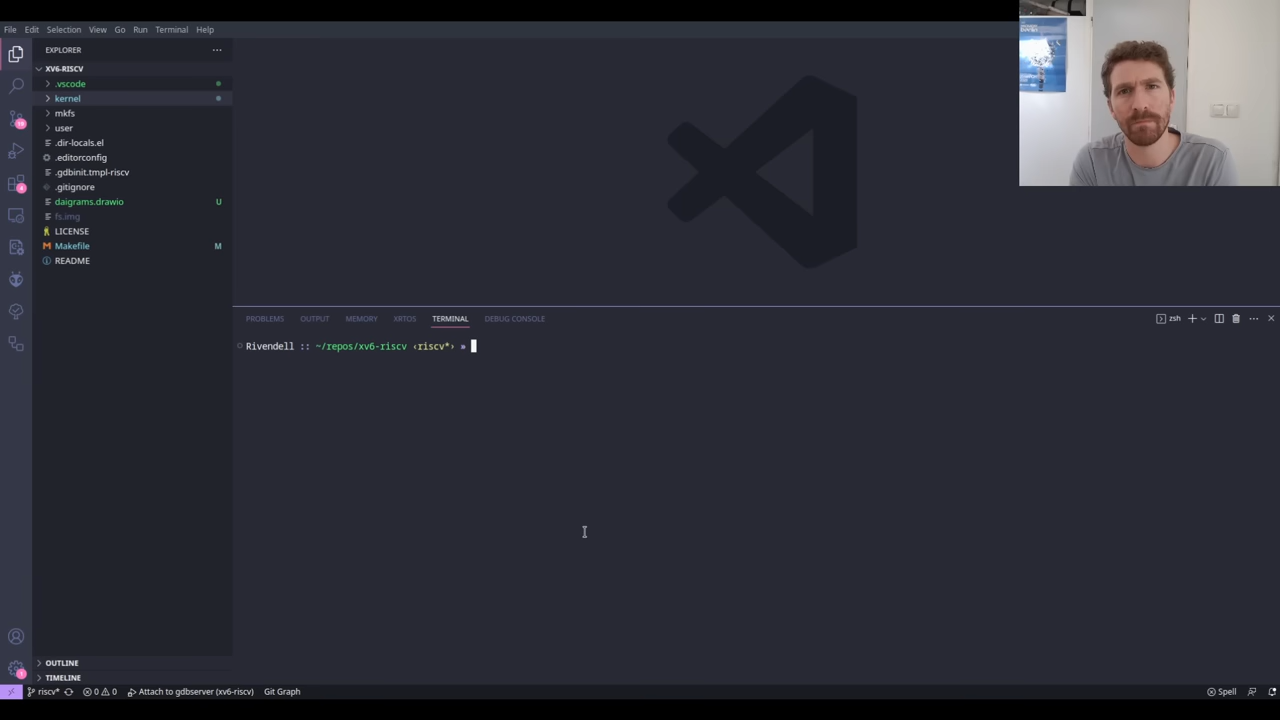 File Edit Selection View Go Run Terminal Help
EXPLORER
XV6-RISCV
.vscode
kernel
mkfs
user
.dir-locals.el
.editorconfig
.gdbinit.tmpl-riscv
.gitignore
daigrams.drawio U
fs.img
LICENSE
Makefile M
README
PROBLEMS OUTPUT MEMORY XRTOS TERMINAL DEBUG CONSOLE
zsh
Rivendell :: ~/repos/xv6-riscv ‹riscv*› »
OUTLINE
TIMELINE
riscv* 0 0 Attach to gdbserver (xv6-riscv) Git Graph Spell